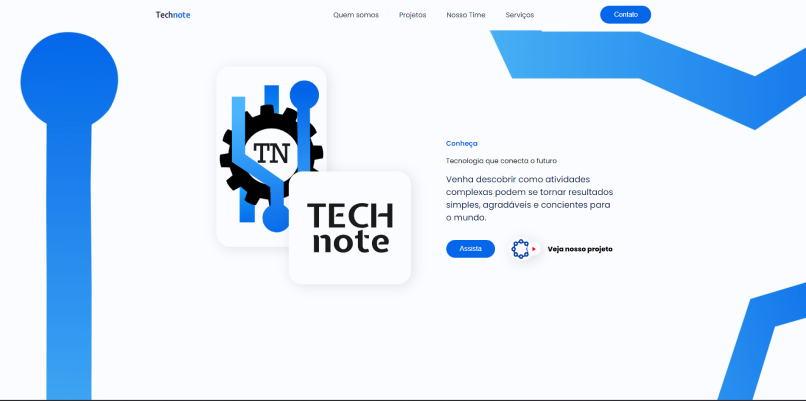 Technote
Quem somos
Projetos
Nosso Time
Serviços
Contato
TN
TECH
note
Conheça
Tecnologia que conecta o futuro
Venha descobrir como atividades
complexas podem se tornar resultados
simples, agradáveis e concientes para
o mundo.
Assista
Veja nosso projeto